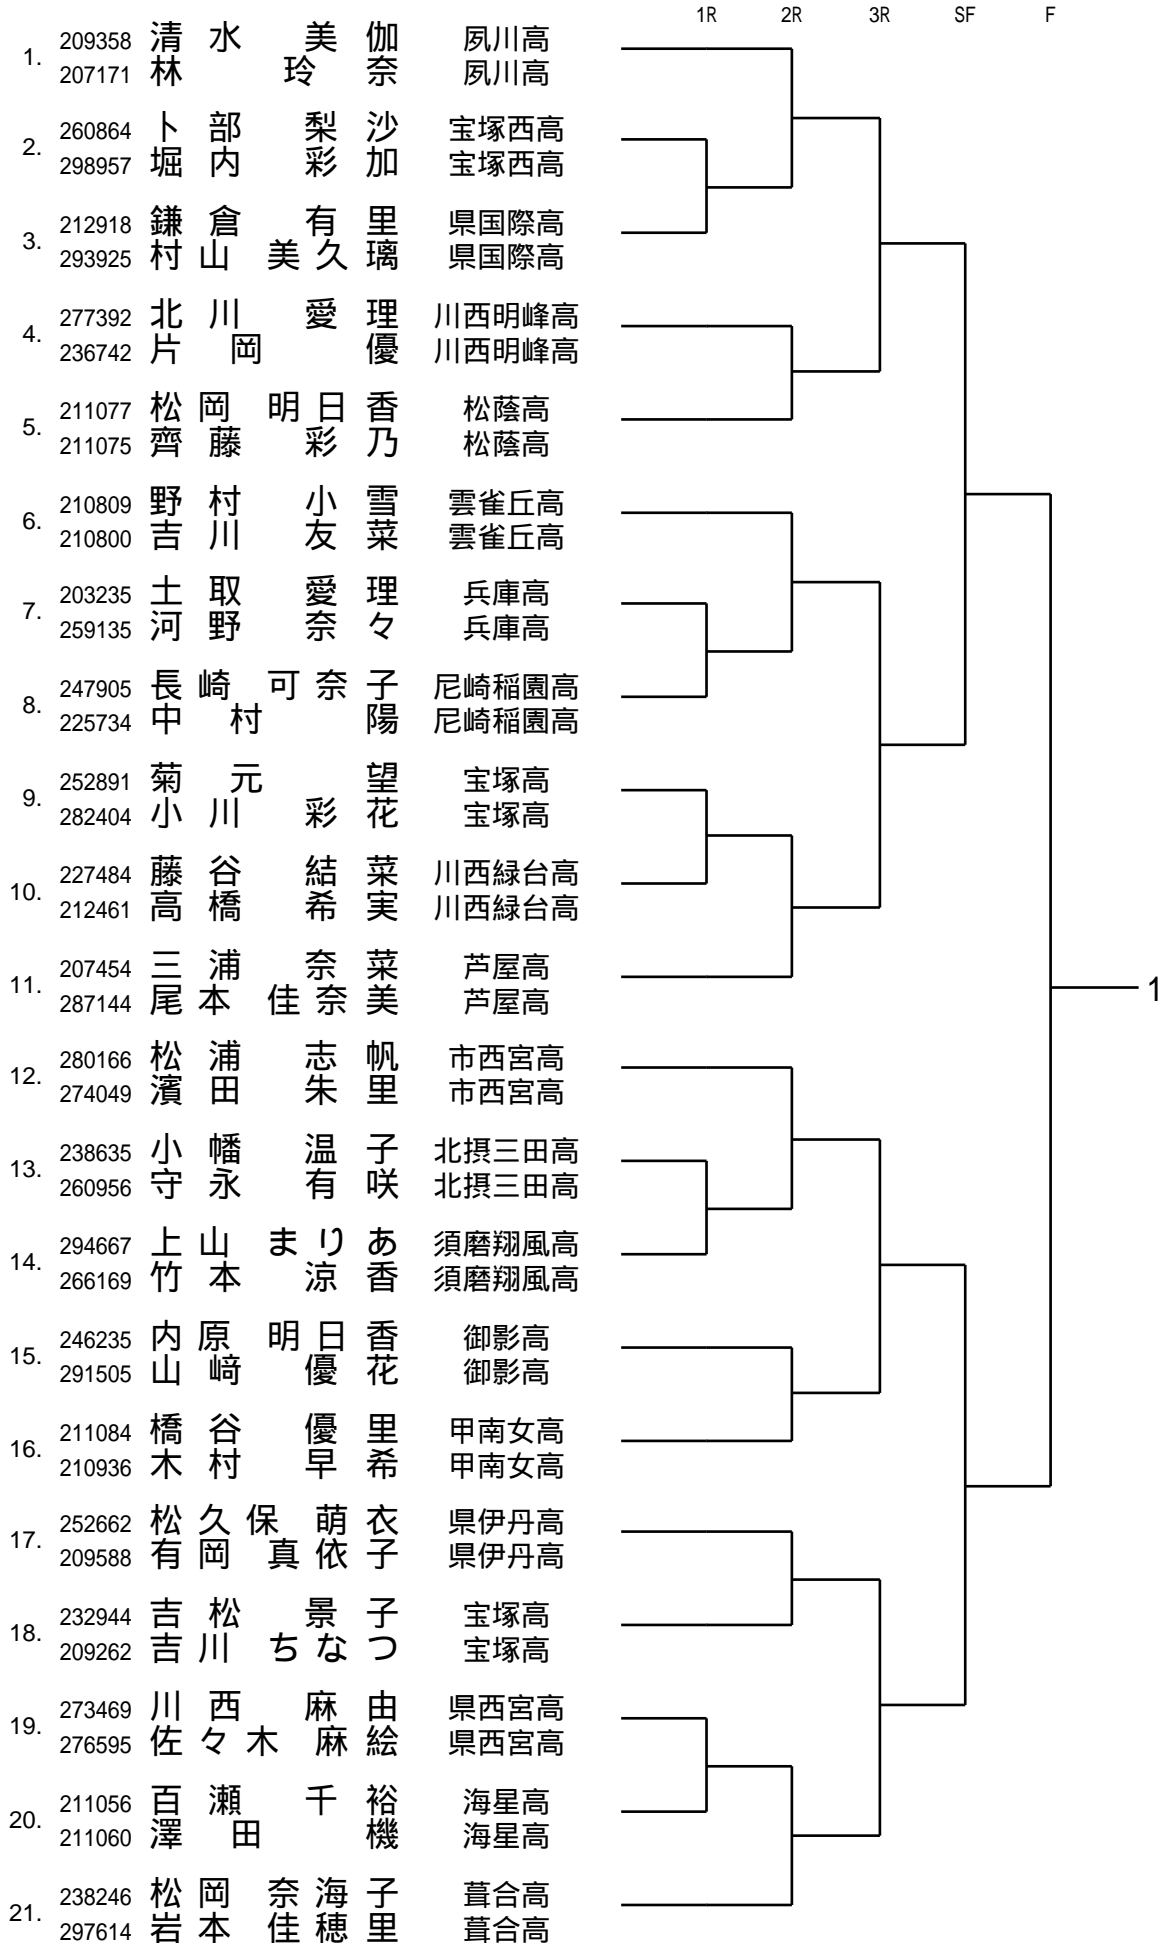 1R 2R 3R SF F
1. 209358 清水 美伽 夙川高
207171 林 玲奈 夙川高
2. 260864 卜部 梨沙 宝塚西高
298957 堀内 彩加 宝塚西高
3. 212918 鎌倉 有里 県国際高
293925 村山 美久璃 県国際高
4. 277392 北川 愛理 川西明峰高
236742 片岡 優 川西明峰高
5. 211077 松岡 明日香 松蔭高
211075 齊藤 彩乃 松蔭高
6. 210809 野村 小雪 雲雀丘高
210800 吉川 友菜 雲雀丘高
7. 203235 土取 愛理 兵庫高
259135 河野 奈々 兵庫高
8. 247905 長崎 可奈子 尼崎稲園高
225734 中村 陽 尼崎稲園高
9. 252891 菊元 望 宝塚高
282404 小川 彩花 宝塚高
10. 227484 藤谷 結菜 川西緑台高
212461 高橋 希実 川西緑台高
11. 207454 三浦 奈菜 芦屋高
287144 尾本 佳奈美 芦屋高
1
12. 280166 松浦 志帆 市西宮高
274049 濱田 朱里 市西宮高
13. 238635 小幡 温子 北摂三田高
260956 守永 有咲 北摂三田高
14. 294667 上山 まりあ 須磨翔風高
266169 竹本 涼香 須磨翔風高
15. 246235 内原 明日香 御影高
291505 山﨑 優花 御影高
16. 211084 橋谷 優里 甲南女高
210936 木村 早希 甲南女高
17. 252662 松久保 萌衣 県伊丹高
209588 有岡 真依子 県伊丹高
18. 232944 吉松 景子 宝塚高
209262 吉川 ちなつ 宝塚高
19. 273469 川西 麻由 県西宮高
276595 佐々木 麻絵 県西宮高
20. 211056 百瀬 千裕 海星高
211060 澤田 機 海星高
21. 238246 松岡 奈海子 葺合高
297614 岩本 佳穂里 葺合高